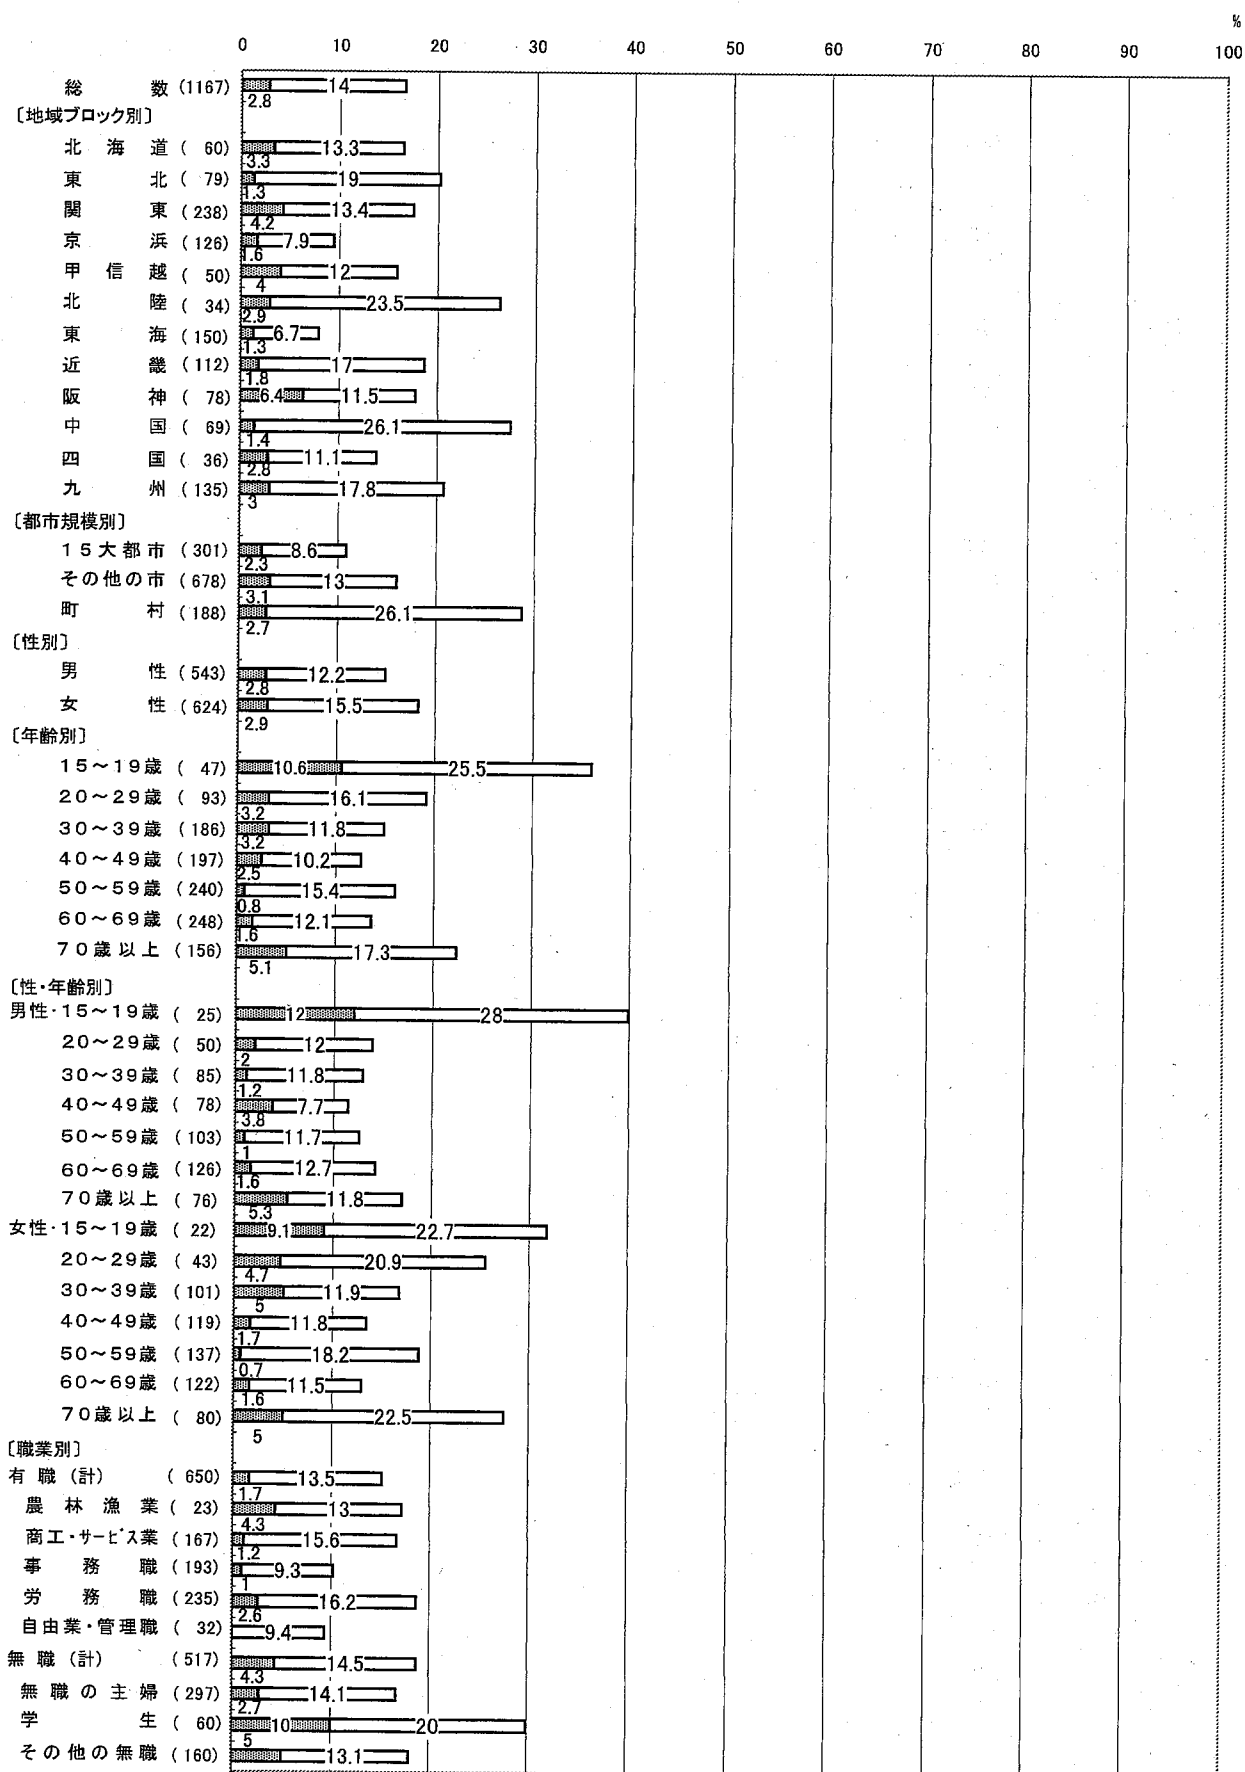 %
0 10 20 30 40 50 60 70 80 90 100
総数 (1167) 14
2.8
〔地域ブロック別〕
北海道 ( 60) 13.3
3.3
東北 ( 79) 19
1.3
関東 (238) 13.4
4.2
京浜 (126) 7.9
1.6
甲信越 ( 50) 12
4
北陸 ( 34) 23.5
2.9
東海 (150) 6.7
1.3
近畿 (112) 17
1.8
阪神 ( 78) 6.4 11.5
中国 ( 69) 26.1
1.4
四国 ( 36) 11.1
2.8
九州 (135) 17.8
3
〔都市規模別〕
15大都市 (301) 8.6
2.3
その他の市 (678) 13
3.1
町村 (188) 26.1
2.7
〔性別〕
男性 (543) 12.2
2.8
女性 (624) 15.5
2.9
〔年齢別〕
15～19歳 ( 47) 10.6 25.5
20～29歳 ( 93) 16.1
3.2
30～39歳 (186) 11.8
3.2
40～49歳 (197) 10.2
2.5
50～59歳 (240) 15.4
0.8
60～69歳 (248) 12.1
1.6
70歳以上 (156) 17.3
5.1
〔性・年齢別〕
男性・15～19歳 ( 25) 12 28
20～29歳 ( 50) 12
2
30～39歳 ( 85) 11.8
1.2
40～49歳 ( 78) 7.7
3.8
50～59歳 (103) 11.7
1
60～69歳 (126) 12.7
1.6
70歳以上 ( 76) 11.8
5.3
女性・15～19歳 ( 22) 9.1 22.7
20～29歳 ( 43) 20.9
4.7
30～39歳 (101) 11.9
5
40～49歳 (119) 11.8
1.7
50～59歳 (137) 18.2
0.7
60～69歳 (122) 11.5
1.6
70歳以上 ( 80) 22.5
5
〔職業別〕
有職(計) (650) 13.5
1.7
農林漁業 ( 23) 13
4.3
商工・サービス業 (167) 15.6
1.2
事務職 (193) 9.3
1
労務職 (235) 16.2
2.6
自由業・管理職 ( 32) 9.4
無職(計) (517) 14.5
4.3
無職の主婦 (297) 14.1
2.7
学生 ( 60) 10 20
5
その他の無職 (160) 13.1